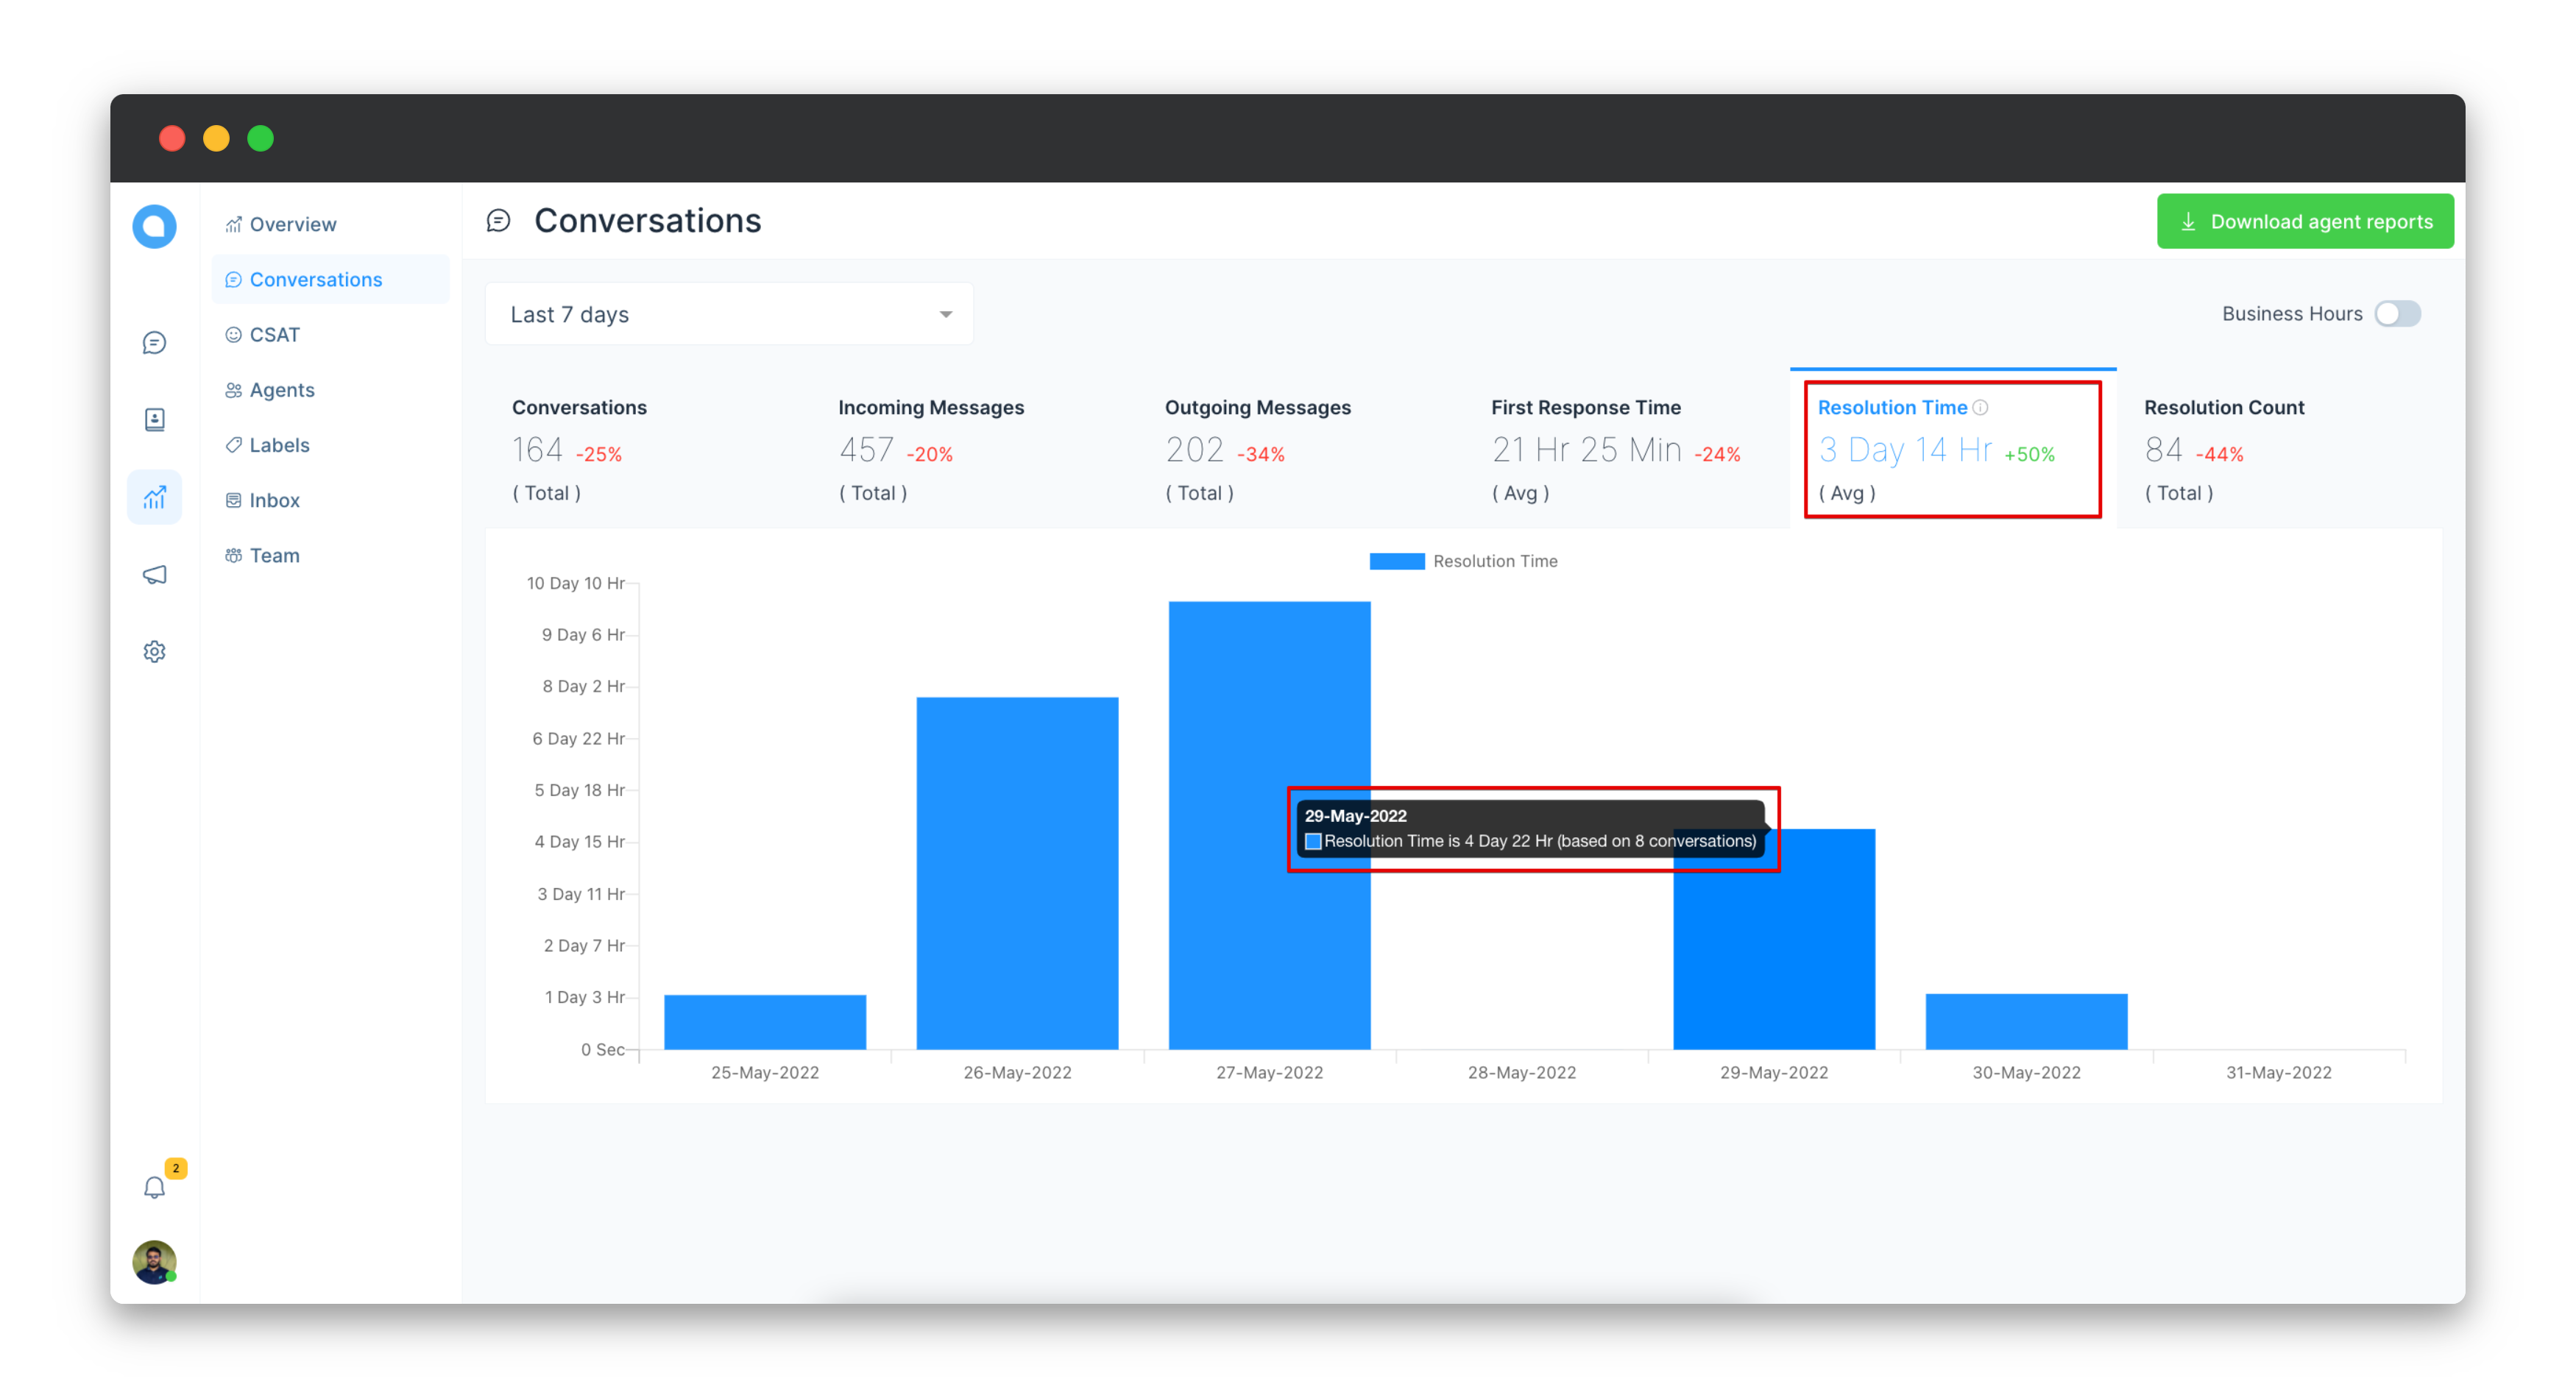 Overview
Conversations
CSAT
Agents
Labels
Inbox
Team
2
Conversations
Download agent reports
Last 7 days
Business Hours
Conversations
164 -25%
( Total )
Incoming Messages
457 -20%
( Total )
Outgoing Messages
202 -34%
( Total )
First Response Time
21 Hr 25 Min -24%
( Avg )
Resolution Time
3 Day 14 Hr +50%
( Avg )
Resolution Count
84 -44%
( Total )
Resolution Time
10 Day 10 Hr
9 Day 6 Hr
8 Day 2 Hr
6 Day 22 Hr
5 Day 18 Hr
4 Day 15 Hr
3 Day 11 Hr
2 Day 7 Hr
1 Day 3 Hr
0 Sec
29-May-2022
Resolution Time is 4 Day 22 Hr (based on 8 conversations)
25-May-2022
26-May-2022
27-May-2022
28-May-2022
29-May-2022
30-May-2022
31-May-2022